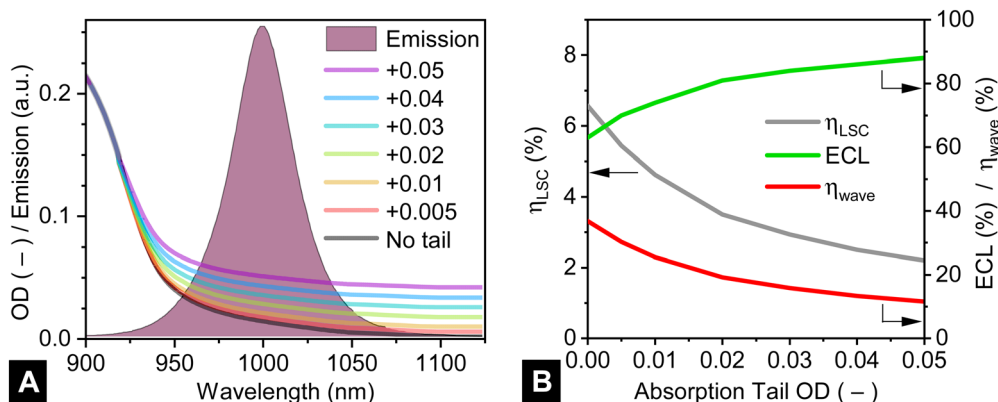 OD ( – ) / Emission (a.u.)
0.2
0.1
0.0
900
950
1000
1050
1100
Wavelength (nm)
Emission
+0.05
+0.04
+0.03
+0.02
+0.01
+0.005
No tail
A
ηLSC (%)
8
6
4
2
0
0.00
0.01
0.02
0.03
0.04
0.05
Absorption Tail OD ( – )
ηLSC
ECL
ηwave
100
80
60
40
20
0
ECL (%) / ηwave (%)
B